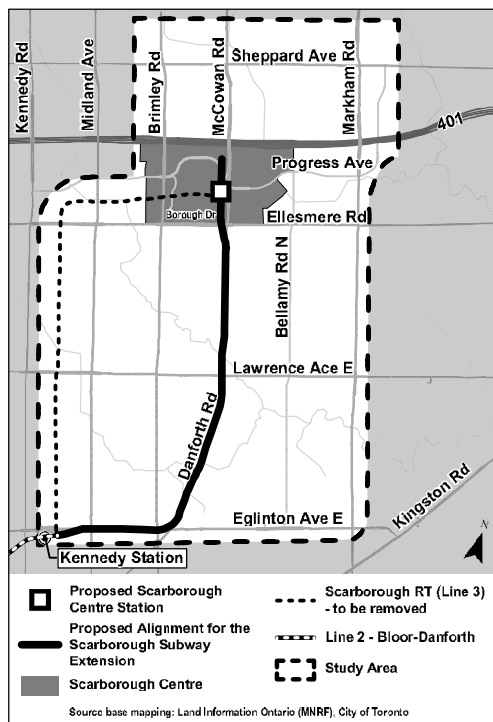 Kennedy Rd
Midland Ave
Brimley Rd
McCowan Rd
Markham Rd
Sheppard Ave
401
Progress Ave
Borough Dr
Ellesmere Rd
Bellamy Rd N
Lawrence Ace E
Danforth Rd
Eglinton Ave E
Kingston Rd
Kennedy Station
N
Proposed Scarborough
Centre Station
Proposed Alignment for the
Scarborough Subway
Extension
Scarborough Centre
Scarborough RT (Line 3)
- to be removed
Line 2 - Bloor-Danforth
Study Area
Source base mapping: Land Information Ontario (MNRF), City of Toronto